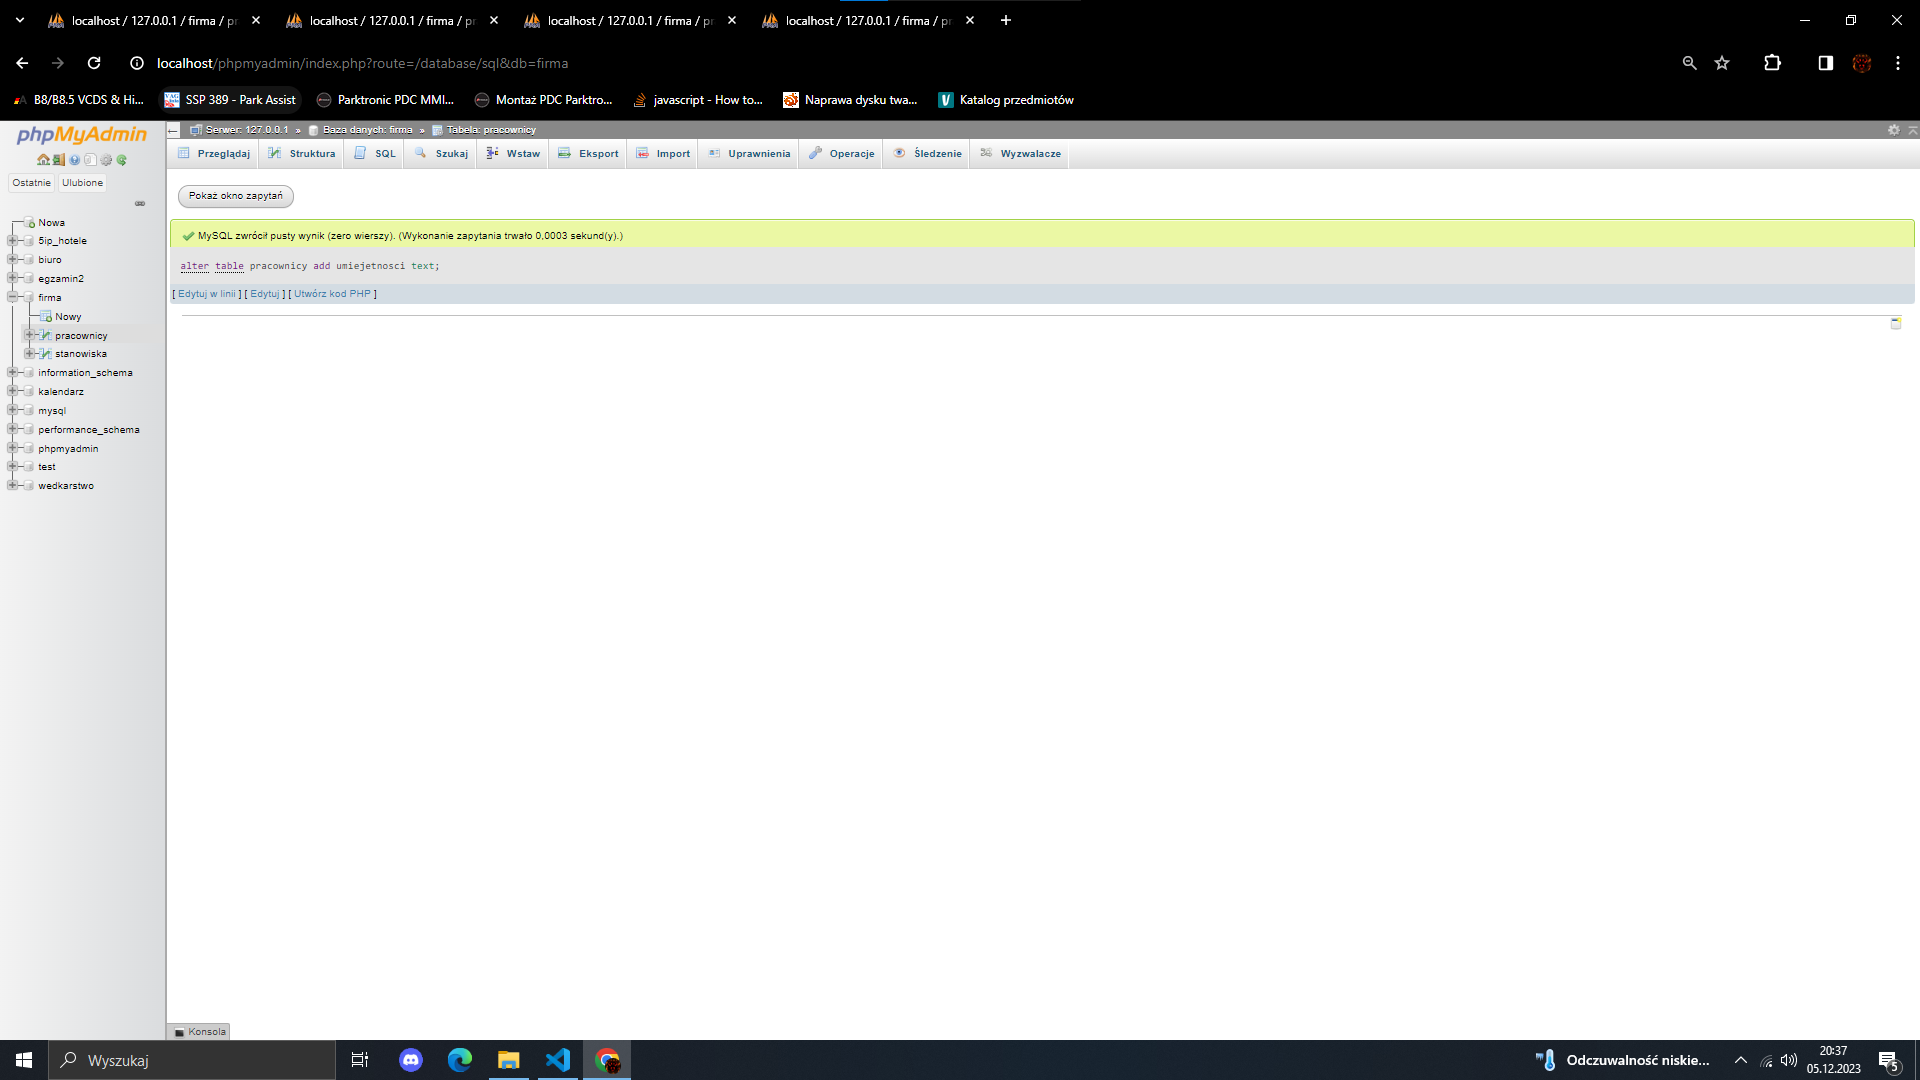 localhost / 127.0.0.1 / firma / pr
localhost / 127.0.0.1 / firma / pr
localhost / 127.0.0.1 / firma / pr
localhost / 127.0.0.1 / firma / pr
localhost/phpmyadmin/index.php?route=/database/sql&db=firma
B8/B8.5 VCDS & Hi...
SSP 389 - Park Assist
Parktronic PDC MMI...
Montaż PDC Parktro...
javascript - How to...
Naprawa dysku twa...
V Katalog przedmiotów
phpMyAdmin
Ostatnie
Ulubione
Nowa
5ip_hotele
biuro
egzamin2
firma
Nowy
pracownicy
stanowiska
information_schema
kalendarz
mysql
performance_schema
phpmyadmin
test
wedkarstwo
Serwer: 127.0.0.1 » Baza danych: firma » Tabela: pracownicy
Przeglądaj
Struktura
SQL
Szukaj
Wstaw
Eksport
Import
Uprawnienia
Operacje
Śledzenie
Wyzwalacze
Pokaż okno zapytań
MySQL zwrócił pusty wynik (zero wierszy). (Wykonanie zapytania trwało 0,0003 sekund(y).)
alter table pracownicy add umiejetnosci text;
[ Edytuj w linii ] [ Edytuj ] [ Utwórz kod PHP ]
Konsola
Wyszukaj
Odczuwalność niskie...
20:37
05.12.2023
5